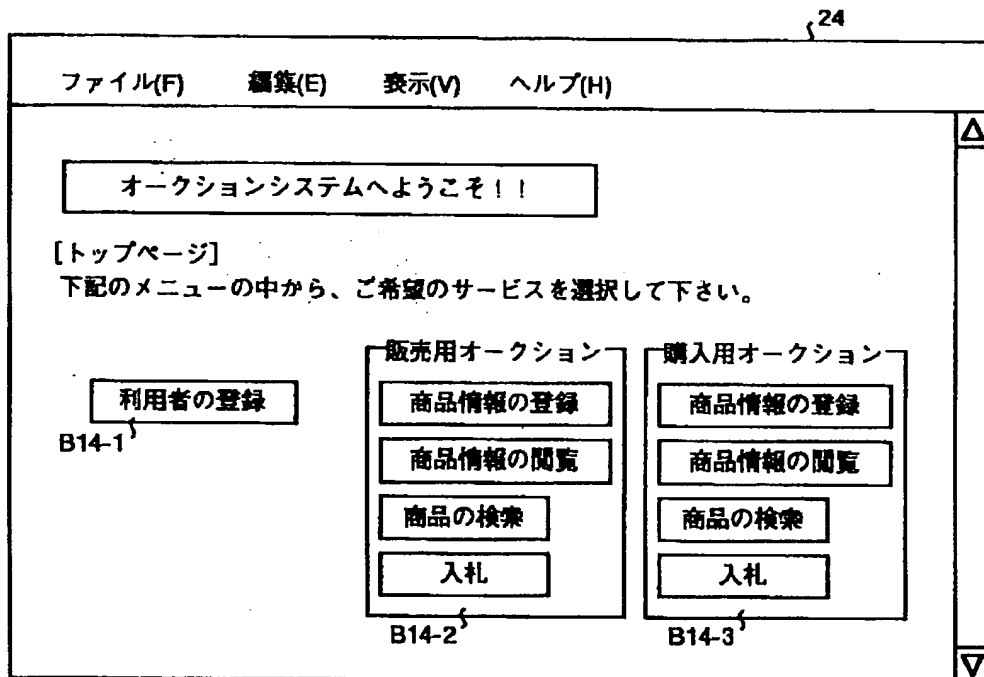 24
ファイル(F) 編集(E) 表示(V) ヘルプ(H)
オークションシステムへようこそ！！
[トップページ]
下記のメニューの中から、ご希望のサービスを選択して下さい。
利用者の登録
B14-1
販売用オークション
商品情報の登録
商品情報の閲覧
商品の検索
入札
B14-2
購入用オークション
商品情報の登録
商品情報の閲覧
商品の検索
入札
B14-3